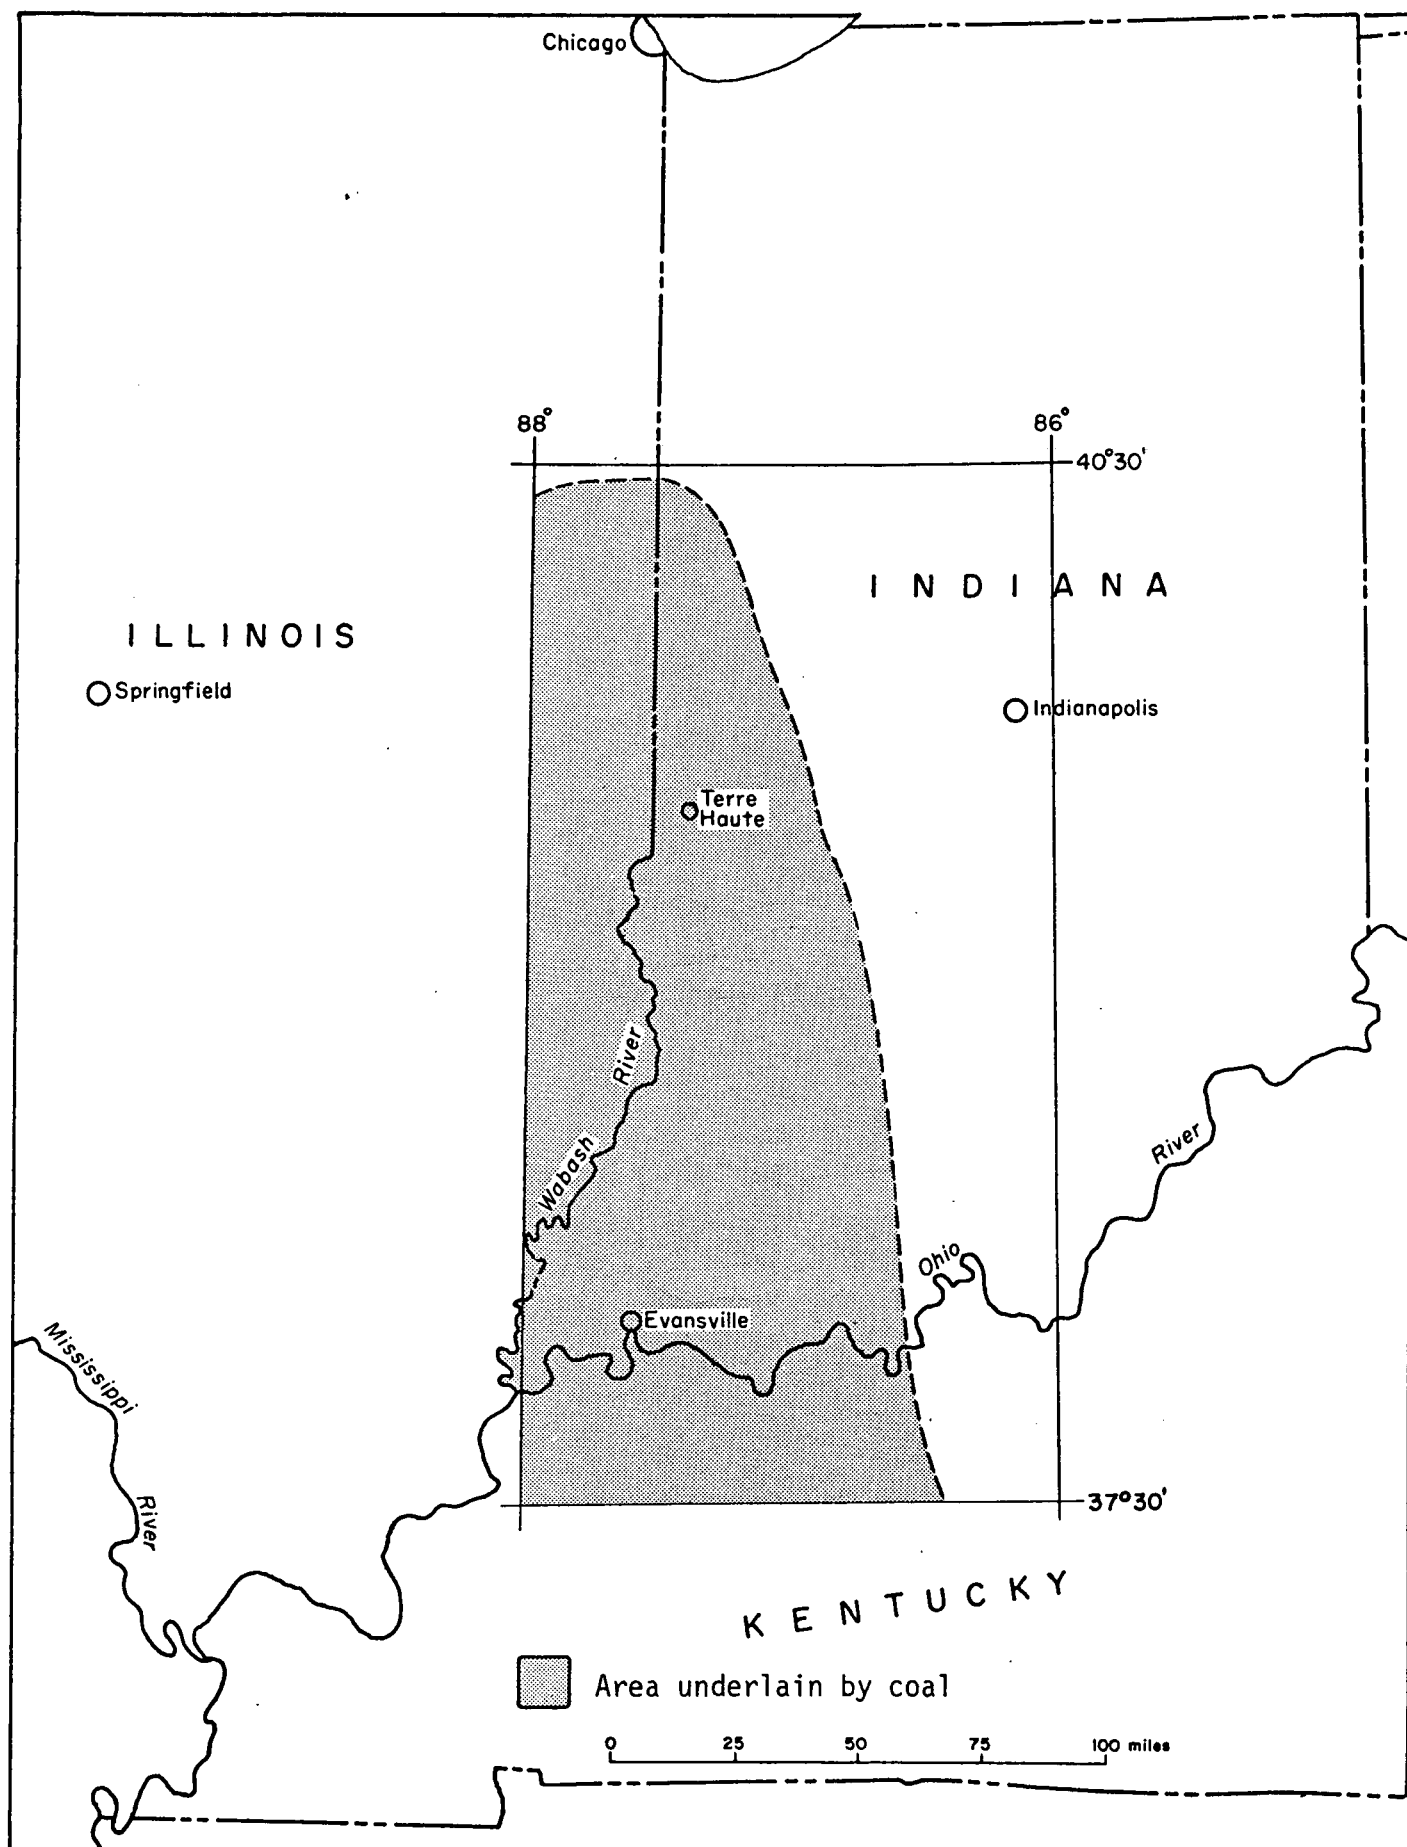 Chicago
88°
86°
40°30'
INDIANA
ILLINOIS
Springfield
Indianapolis
Terre
Haute
River
Wabash
River
Ohio
Evansville
Mississippi
River
37°30'
KENTUCKY
Area underlain by coal
0 25 50 75 100 miles